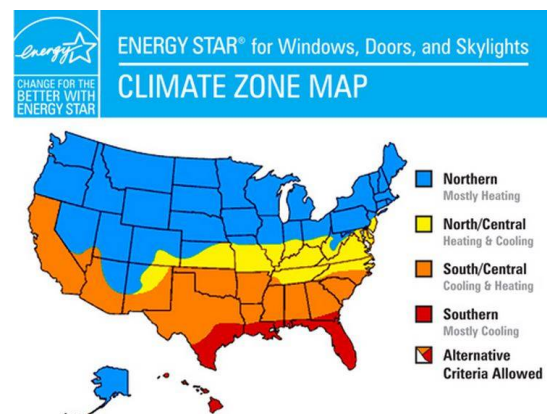 energy
CHANGE FOR THE
BETTER WITH
ENERGY STAR
ENERGY STAR® for Windows, Doors, and Skylights
CLIMATE ZONE MAP
Northern
Mostly Heating
North/Central
Heating & Cooling
South/Central
Cooling & Heating
Southern
Mostly Cooling
Alternative
Criteria Allowed